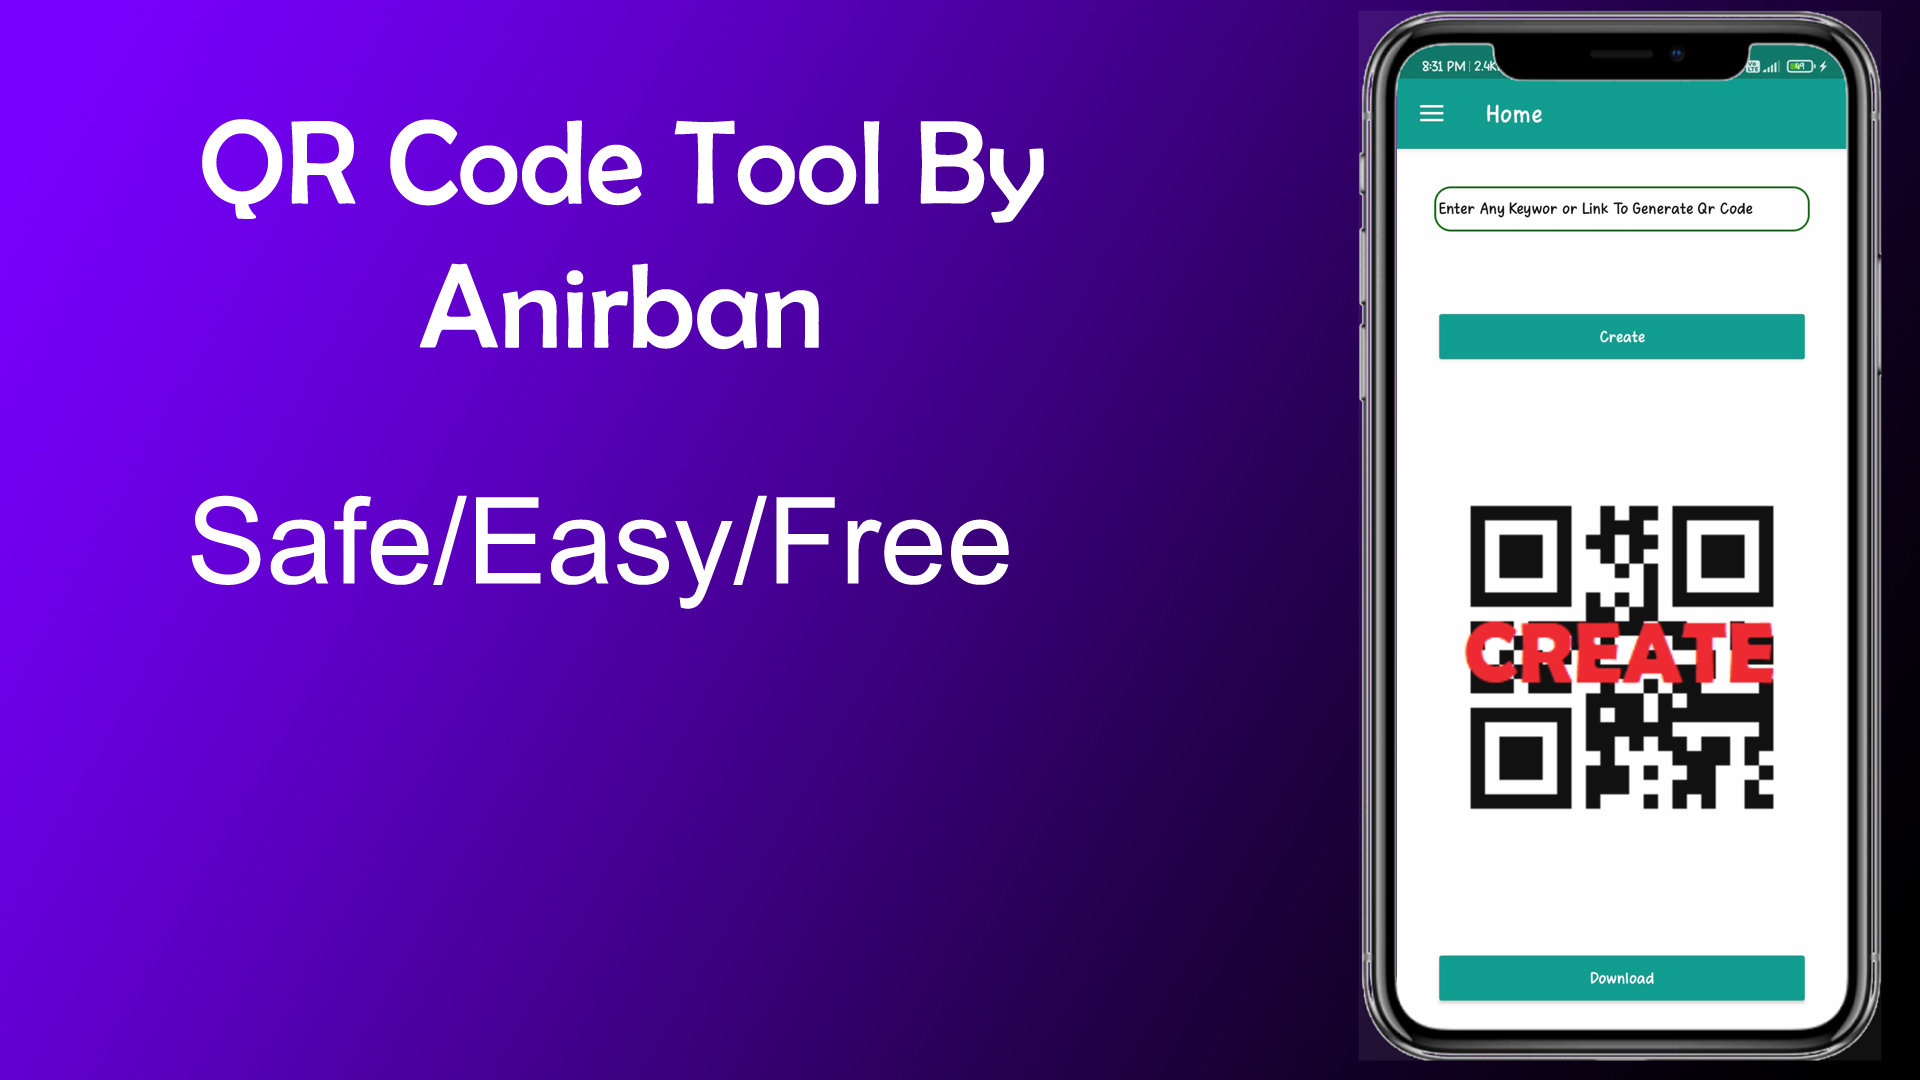 QR Code Tool By
Anirban
Safe/Easy/Free
8:31 PM 2.4K
49
Home
Enter Any Keywor or Link To Generate Qr Code
Create
CREATE
Download